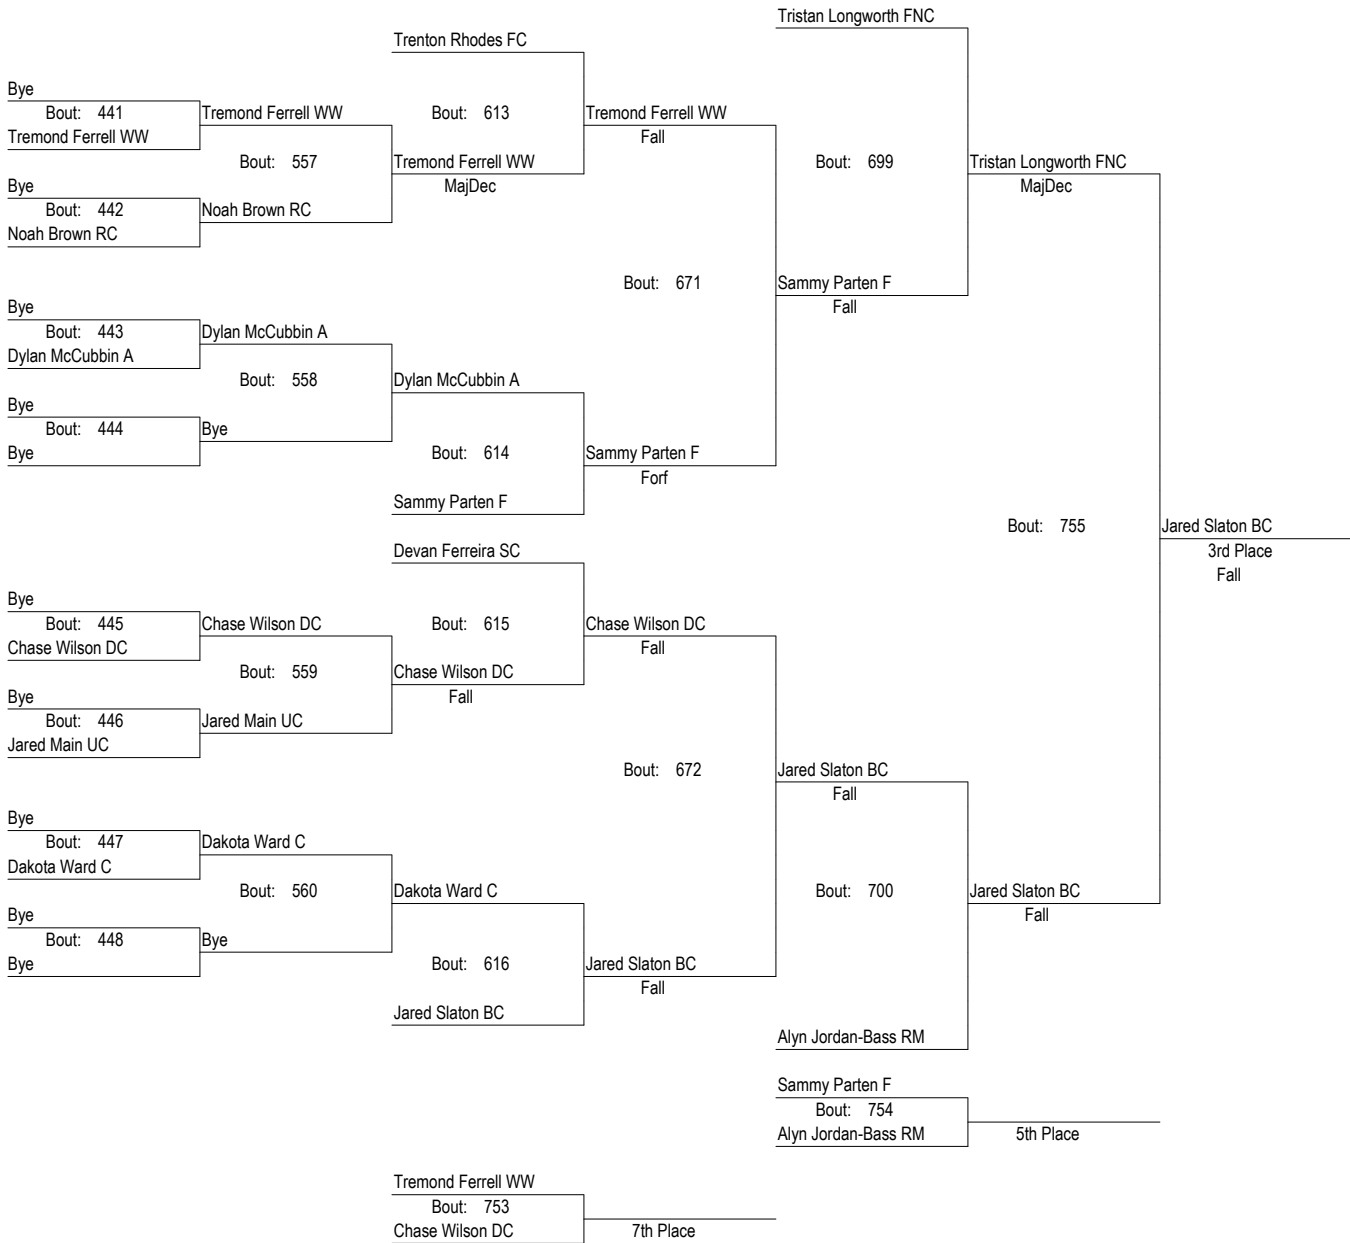 Tristan Longworth FNC
Trenton Rhodes FC
Bye
Bout: 441
Tremond Ferrell WW
Tremond Ferrell WW
Bout: 613
Tremond Ferrell WW
Fall
Bout: 557
Tremond Ferrell WW
MajDec
Bout: 699
Tristan Longworth FNC
MajDec
Bye
Bout: 442
Noah Brown RC
Noah Brown RC
Bout: 671
Sammy Parten F
Fall
Bye
Bout: 443
Dylan McCubbin A
Dylan McCubbin A
Bout: 558
Dylan McCubbin A
Bye
Bout: 444
Bye
Bye
Bout: 614
Sammy Parten F
Forf
Sammy Parten F
Bout: 755
Jared Slaton BC
3rd Place
Fall
Devan Ferreira SC
Bye
Bout: 445
Chase Wilson DC
Chase Wilson DC
Bout: 615
Chase Wilson DC
Fall
Bout: 559
Chase Wilson DC
Fall
Bye
Bout: 446
Jared Main UC
Jared Main UC
Bout: 672
Jared Slaton BC
Fall
Bye
Bout: 447
Dakota Ward C
Dakota Ward C
Bout: 560
Dakota Ward C
Bout: 700
Jared Slaton BC
Fall
Bye
Bout: 448
Bye
Bye
Bout: 616
Jared Slaton BC
Fall
Jared Slaton BC
Alyn Jordan-Bass RM
Sammy Parten F
Bout: 754
Alyn Jordan-Bass RM
5th Place
Tremond Ferrell WW
Bout: 753
Chase Wilson DC
7th Place